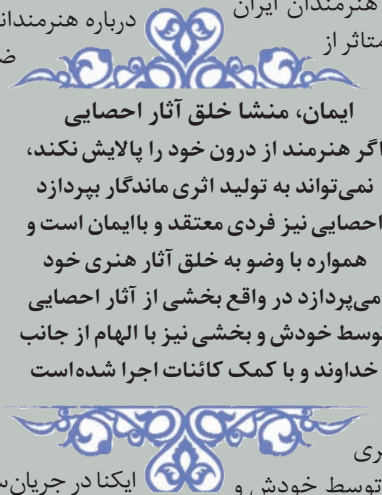 هنرمندان ایران
درباره هنرمندان
متاثر از
ایمان، منشا خلق آثار احصایی
اگر هنرمند از درون خود را پالایش نکند،
نمی‌تواند به تولید اثری ماندگار بپردازد
احصایی نیز فردی معتقد و باایمان است و
همواره با وضو به خلق آثار هنری خود
می‌پردازد در واقع بخشی از آثار احصایی
توسط خودش و بخشی نیز با الهام از جانب
خداوند و با کمک کائنات اجرا شده‌است
توسط خودش و
ایکنا در جریان